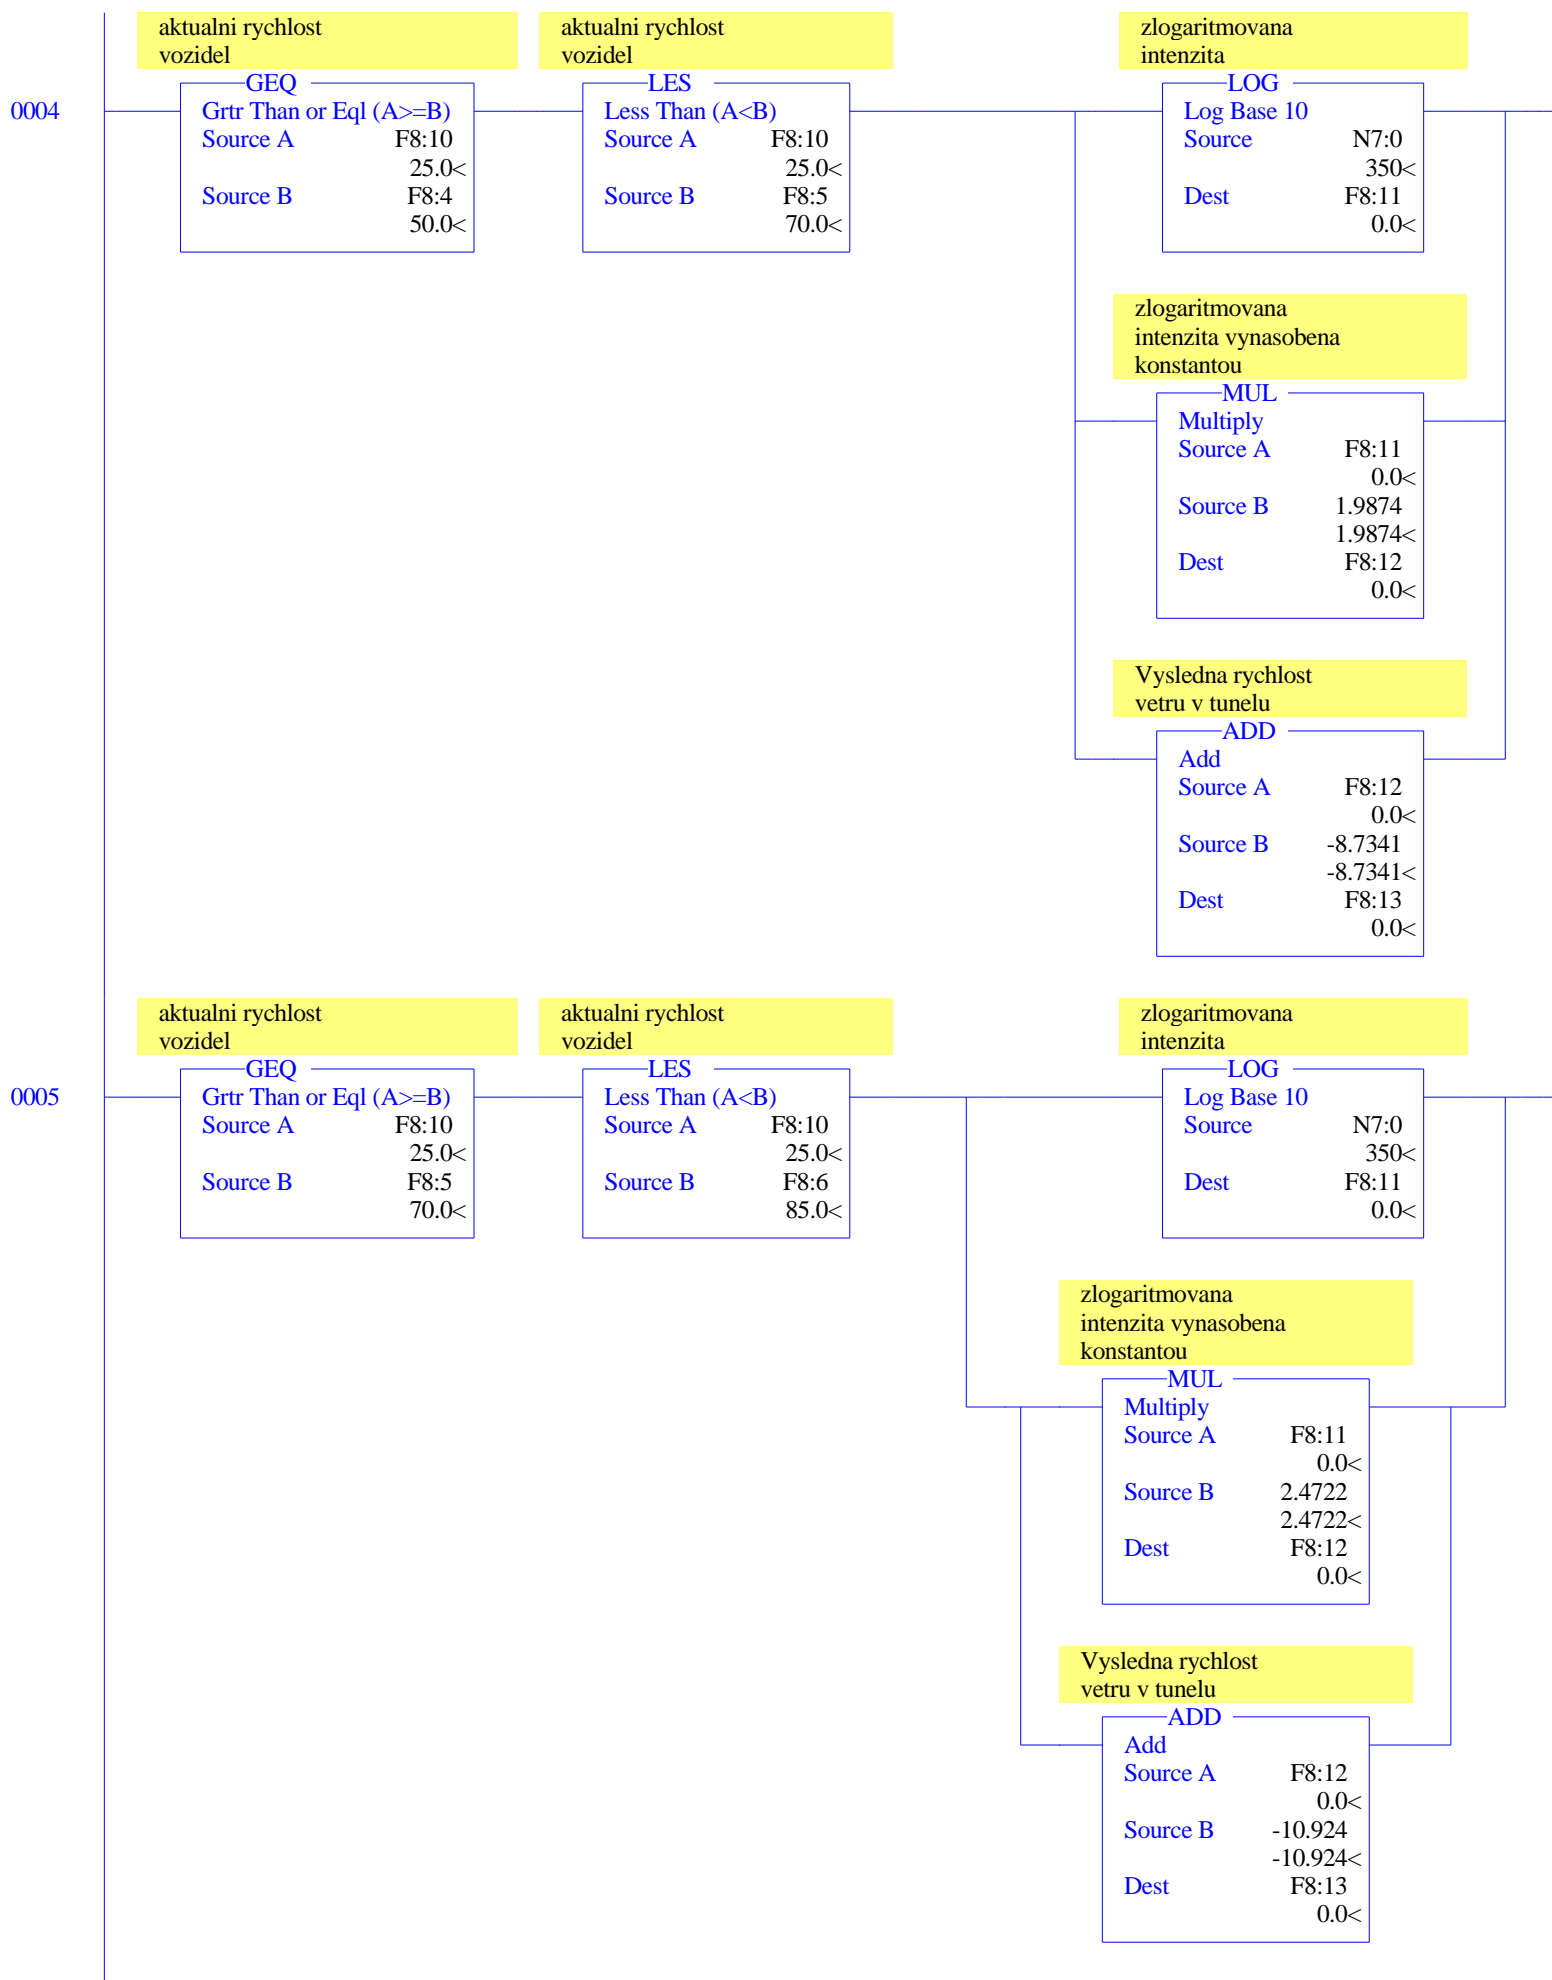 aktualni rychlost
vozidel
aktualni rychlost
vozidel
zlogaritmovana
intenzita
0004
GEQ
Grtr Than or Eql (A>=B)
Source A F8:10
25.0<
Source B F8:4
50.0<
LES
Less Than (A<B)
Source A F8:10
25.0<
Source B F8:5
70.0<
LOG
Log Base 10
Source N7:0
350<
Dest F8:11
0.0<
zlogaritmovana
intenzita vynasobena
konstantou
MUL
Multiply
Source A F8:11
0.0<
Source B 1.9874
1.9874<
Dest F8:12
0.0<
Vysledna rychlost
vetru v tunelu
ADD
Add
Source A F8:12
0.0<
Source B -8.7341
-8.7341<
Dest F8:13
0.0<
aktualni rychlost
vozidel
aktualni rychlost
vozidel
zlogaritmovana
intenzita
0005
GEQ
Grtr Than or Eql (A>=B)
Source A F8:10
25.0<
Source B F8:5
70.0<
LES
Less Than (A<B)
Source A F8:10
25.0<
Source B F8:6
85.0<
LOG
Log Base 10
Source N7:0
350<
Dest F8:11
0.0<
zlogaritmovana
intenzita vynasobena
konstantou
MUL
Multiply
Source A F8:11
0.0<
Source B 2.4722
2.4722<
Dest F8:12
0.0<
Vysledna rychlost
vetru v tunelu
ADD
Add
Source A F8:12
0.0<
Source B -10.924
-10.924<
Dest F8:13
0.0<